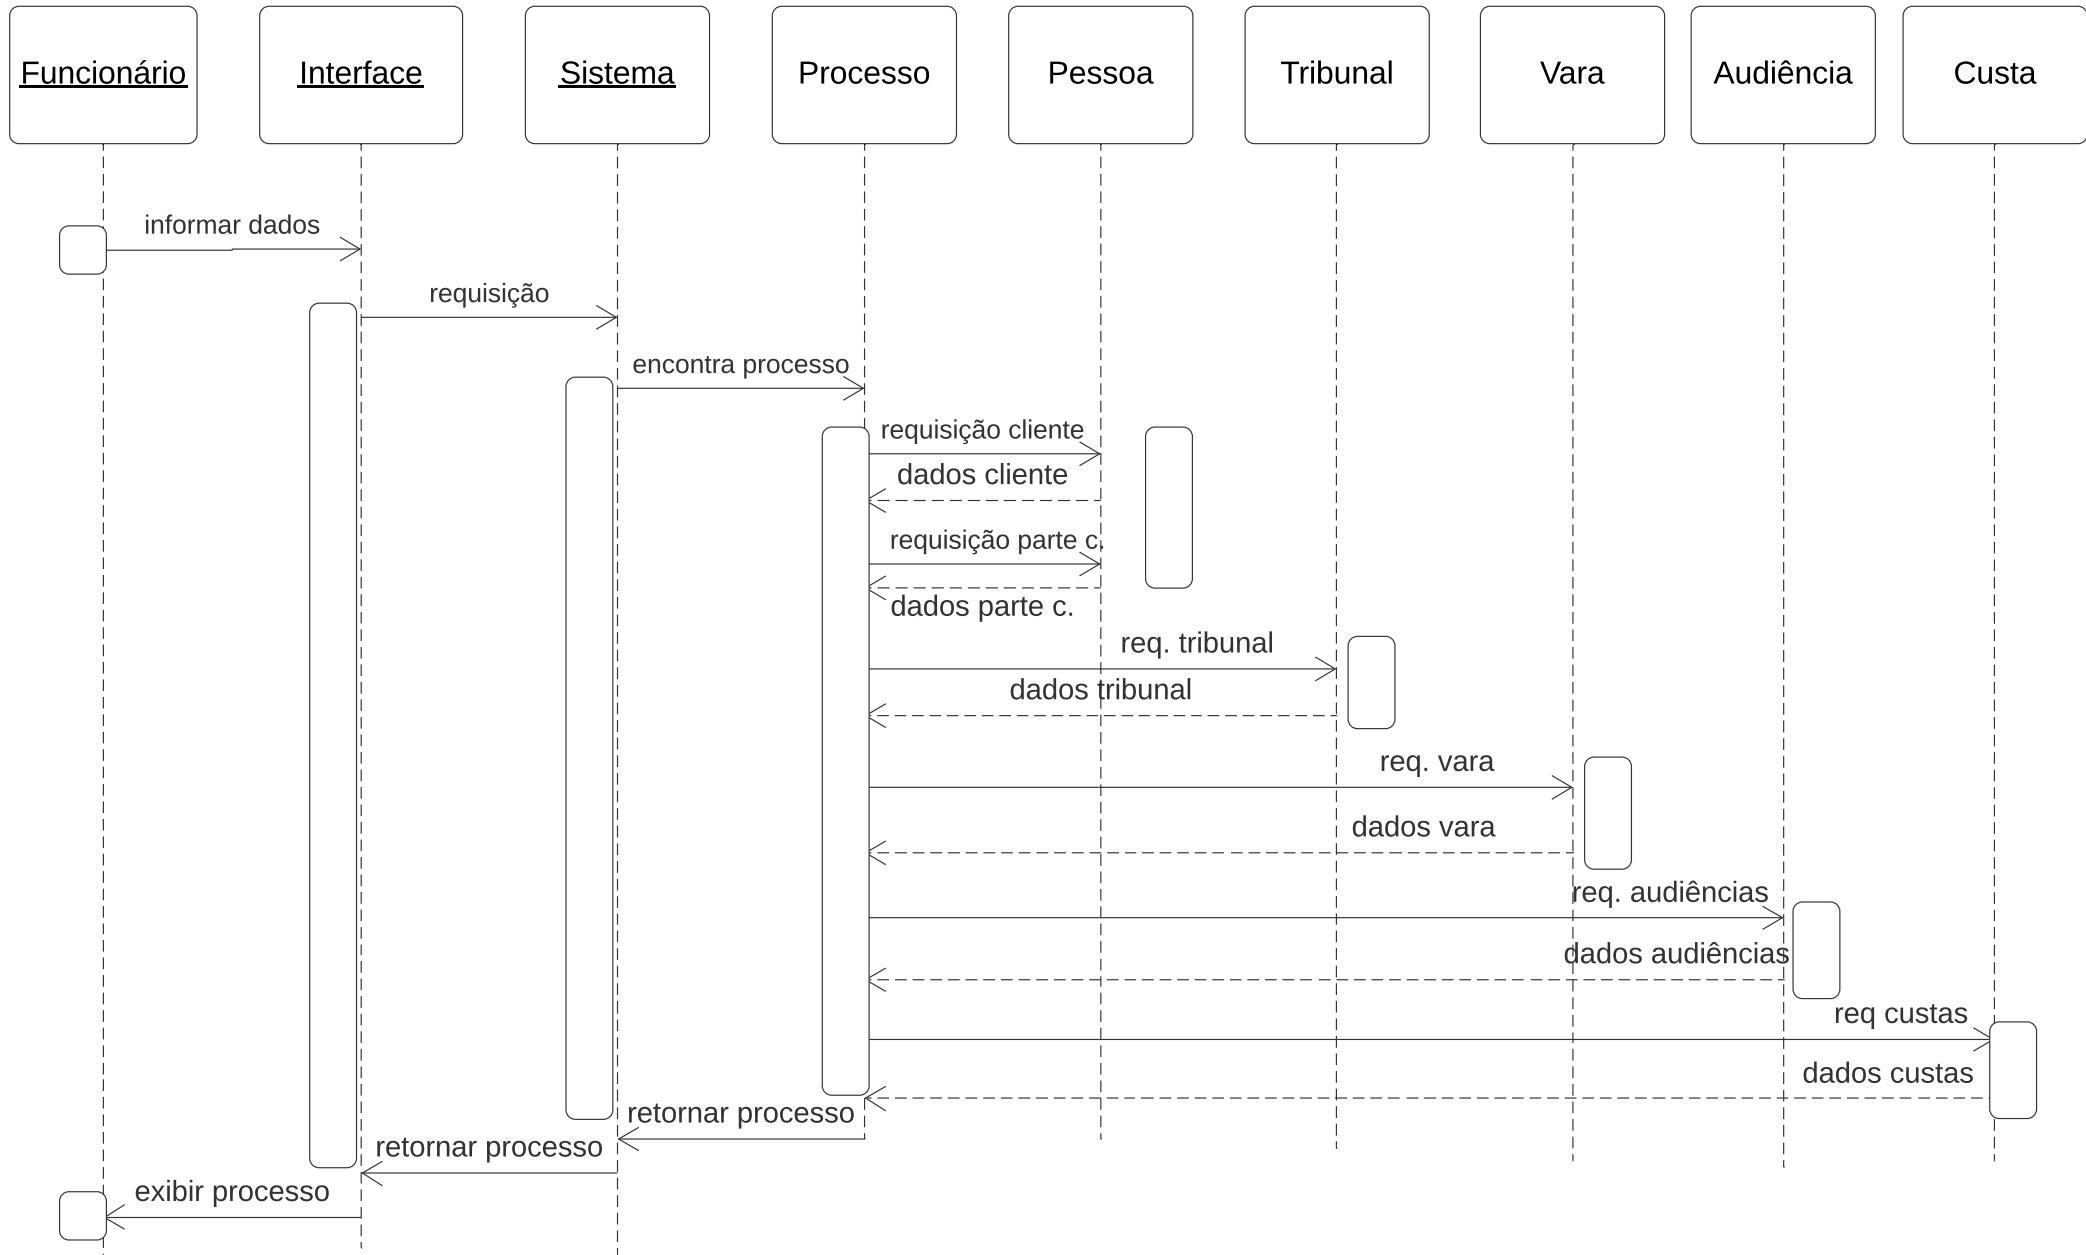 Funcionário
Interface
Sistema
Processo
Pessoa
Tribunal
Vara
Audiência
Custa
informar dados
requisição
encontra processo
requisição cliente
dados cliente
requisição parte c.
dados parte c.
req. tribunal
dados tribunal
req. vara
dados vara
req. audiências
dados audiências
req custas
dados custas
retornar processo
retornar processo
exibir processo